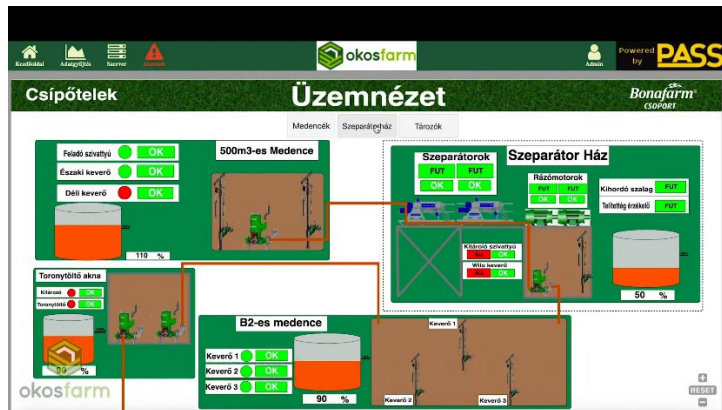 Kezdőoldal
Adatgyűjtés
Szerver
okosfarm
Admin
Powered by PASS
Csípőtelek
Üzemnézet
Bonafarm®
CSOPORT
Medencék
Tározók
Feladó szivattyú OK
Északi keverő OK
Déli keverő OK
500m3-es Medence
110 %
Szeparátorok
FUT FUT
OK OK
Szeparátor Ház
Rázómotorok
FUT FUT
OK OK
Kihordó szalag FUT
Telítettég érzékelő FUT
Kitároló szivattyú
OK
Wilo keverő
OK
50 %
Toronytöltő akna
Kitározó OK
Toronytöltő OK
%
B2-es medence
Keverő 1 OK
Keverő 2 OK
Keverő 3 OK
90 %
Keverő 1
Keverő 2
Keverő 3
okosfarm
RESET